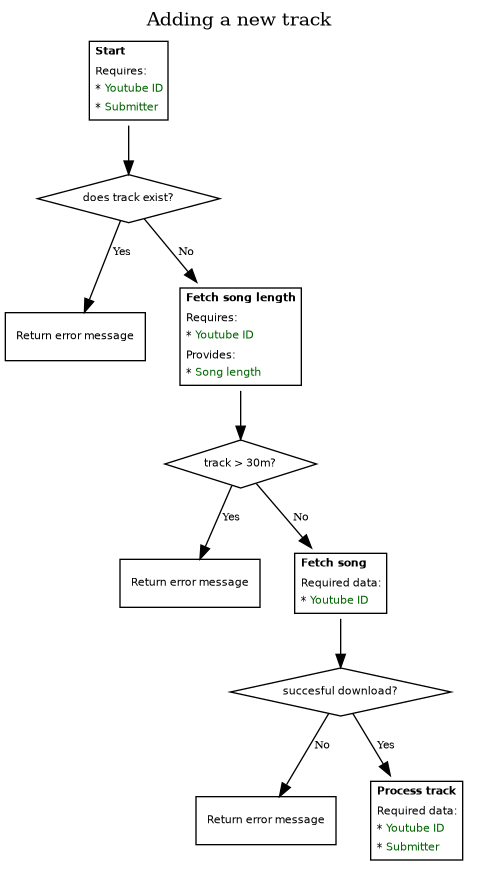 Adding a new track
Start
Requires:
* Youtube ID
* Submitter
does track exist?
Yes
No
Return error message
Fetch song length
Requires:
* Youtube ID
Provides:
* Song length
track > 30m?
Yes
No
Return error message
Fetch song
Required data:
* Youtube ID
succesful download?
No
Yes
Return error message
Process track
Required data:
* Youtube ID
* Submitter